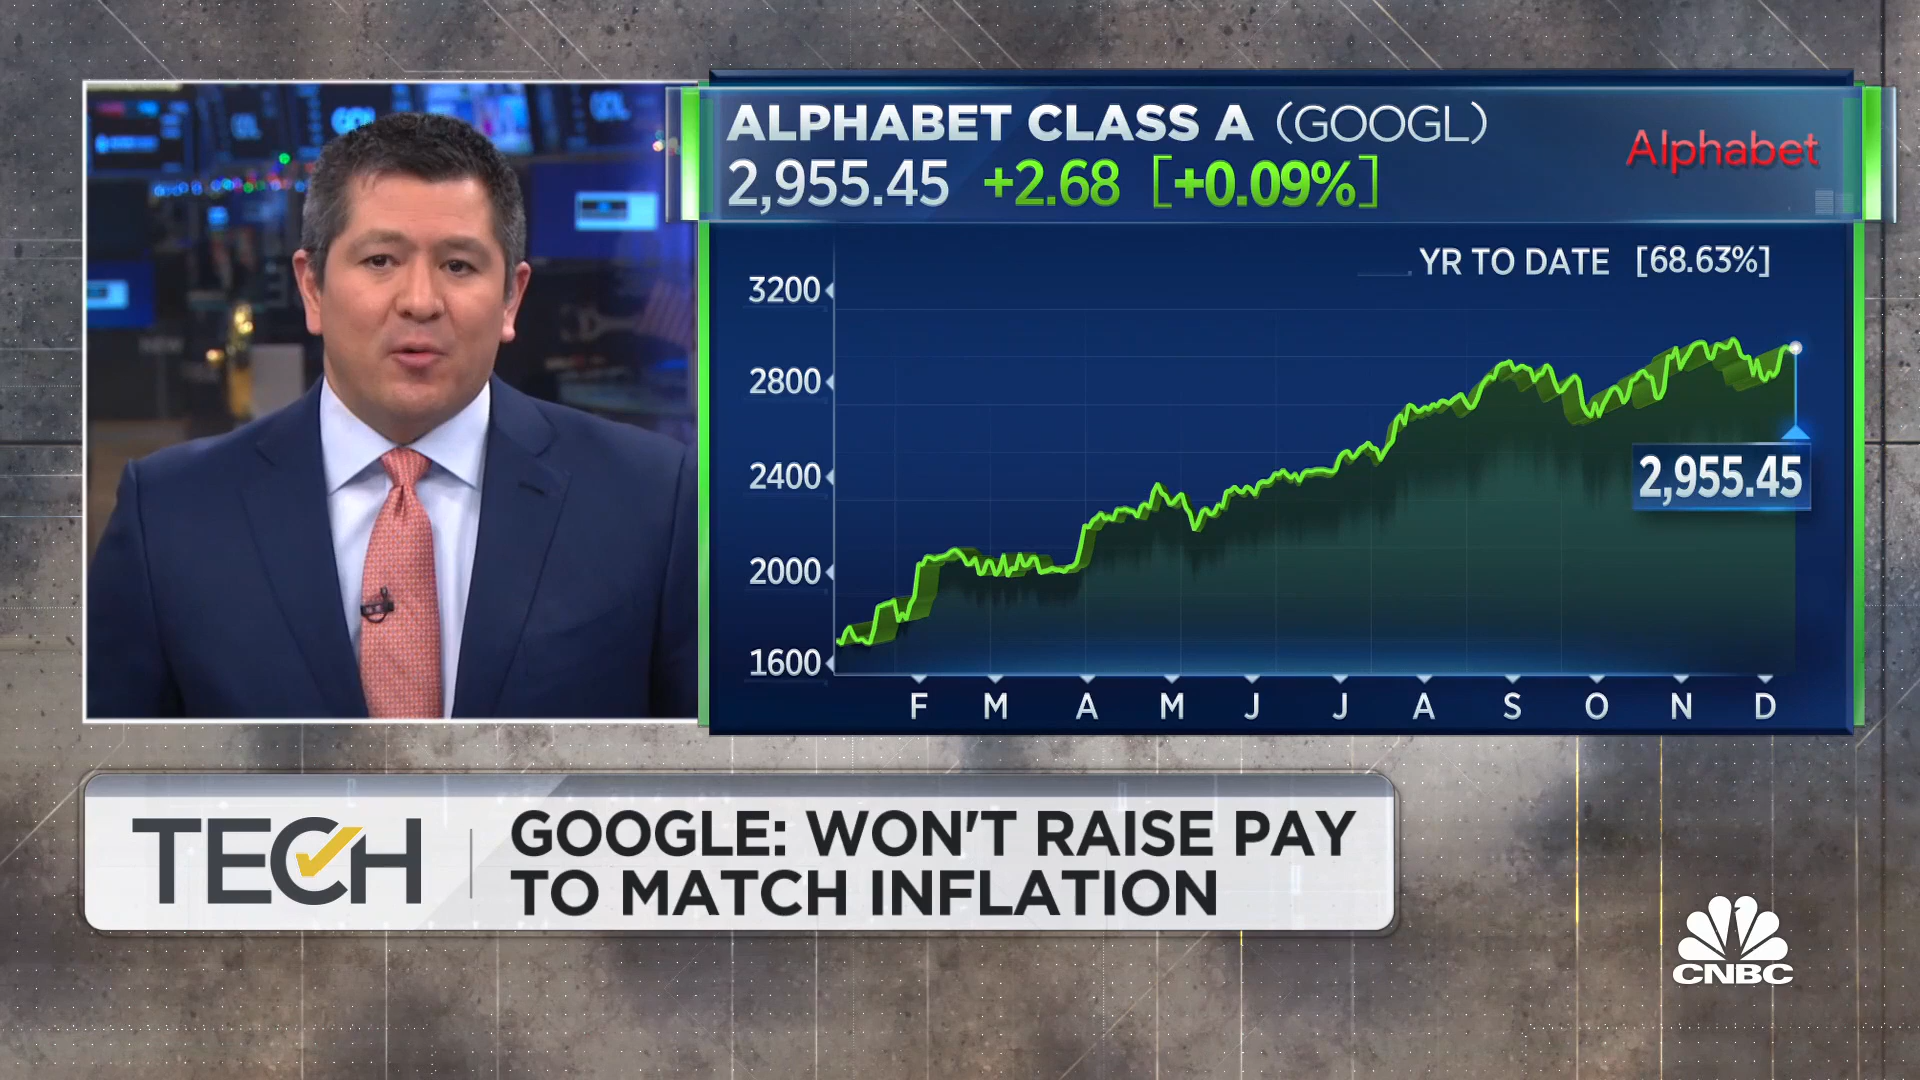 ALPHABET CLASS A (GOOGL)
2,955.45 +2.68 [+0.09%]
Alphabet
YR TO DATE [68.63%]
3200
2800
2400
2000
1600
2,955.45
F M A M J J A S O N D
TECH
GOOGLE: WON'T RAISE PAY
TO MATCH INFLATION
CNBC